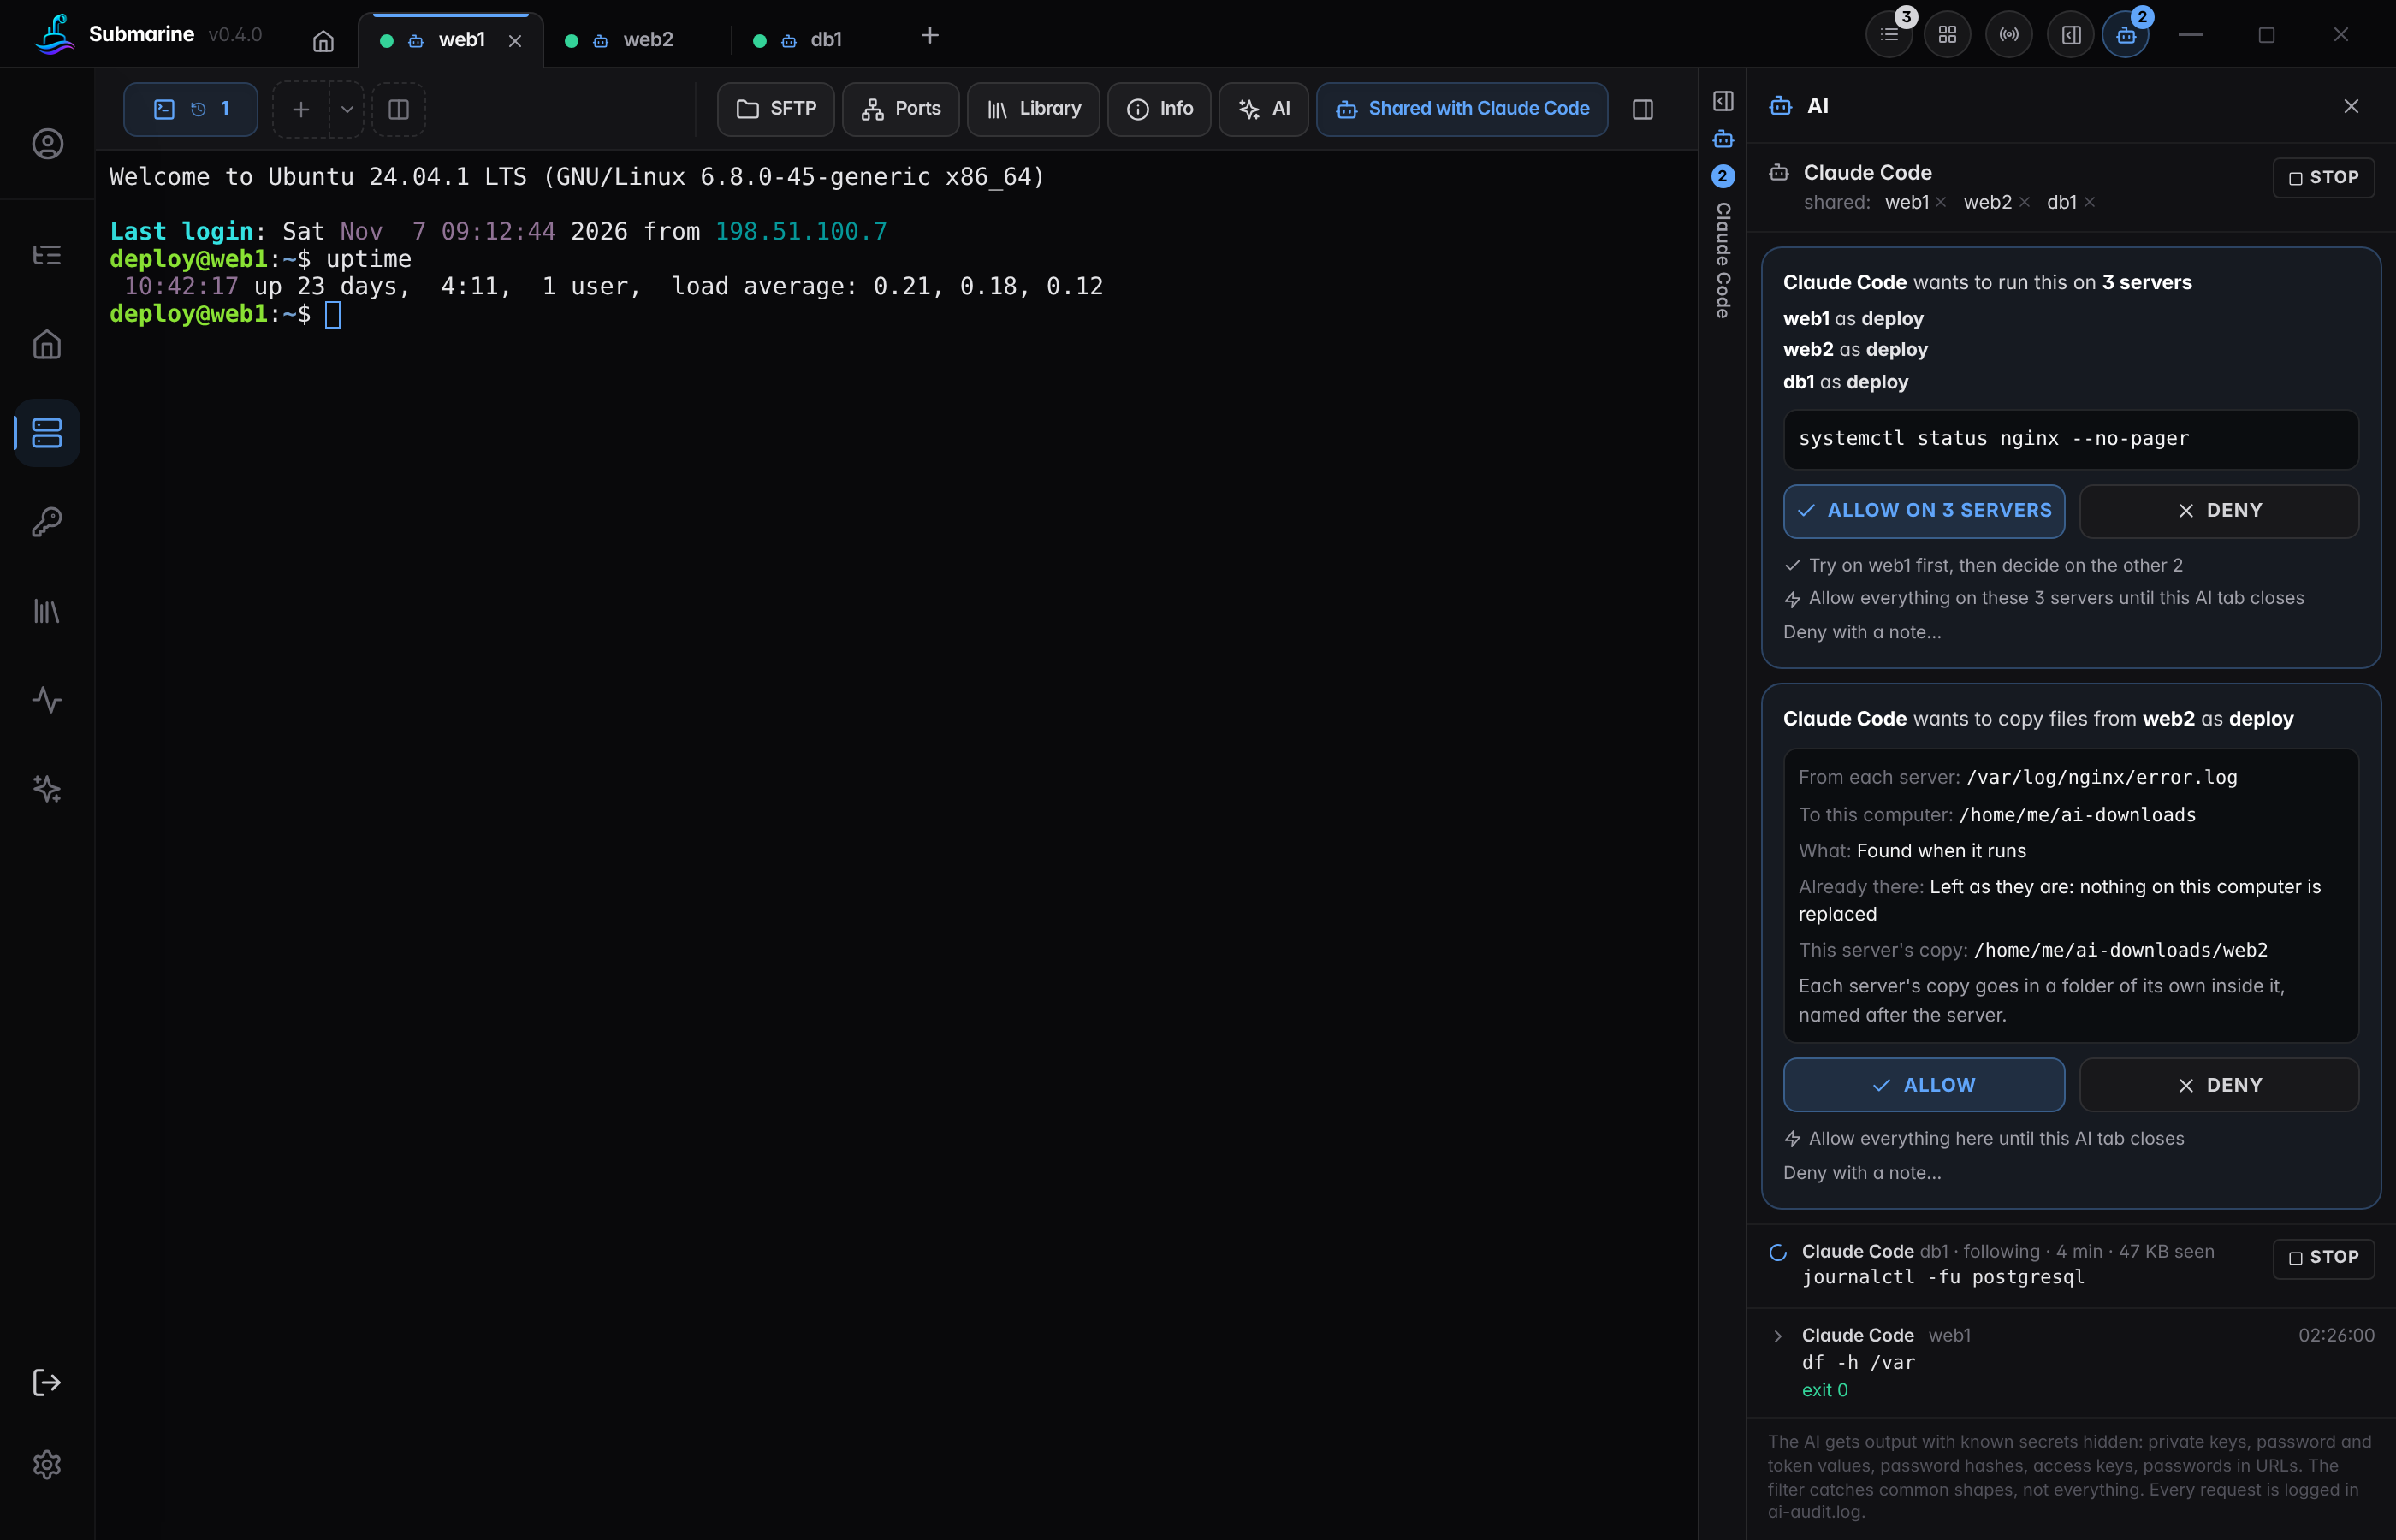 Submarine v0.4.0
web1
web2
db1
3
2
1
SFTP
Ports
Library
Info
AI
Shared with Claude Code
Welcome to Ubuntu 24.04.1 LTS (GNU/Linux 6.8.0-45-generic x86_64)
Last login: Sat Nov  7 09:12:44 2026 from 198.51.100.7
deploy@web1:~$ uptime
 10:42:17 up 23 days,  4:11,  1 user,  load average: 0.21, 0.18, 0.12
deploy@web1:~$
2
Claude Code
AI
Claude Code
STOP
shared: web1 web2 db1
Claude Code wants to run this on 3 servers
web1 as deploy
web2 as deploy
db1 as deploy
systemctl status nginx --no-pager
ALLOW ON 3 SERVERS
DENY
Try on web1 first, then decide on the other 2
Allow everything on these 3 servers until this AI tab closes
Deny with a note...
Claude Code wants to copy files from web2 as deploy
From each server: /var/log/nginx/error.log
To this computer: /home/me/ai-downloads
What: Found when it runs
Already there: Left as they are: nothing on this computer is
replaced
This server's copy: /home/me/ai-downloads/web2
Each server's copy goes in a folder of its own inside it,
named after the server.
ALLOW
DENY
Allow everything here until this AI tab closes
Deny with a note...
Claude Code db1 · following · 4 min · 47 KB seen
STOP
journalctl -fu postgresql
Claude Code web1 02:26:00
df -h /var
exit 0
The AI gets output with known secrets hidden: private keys, password and
token values, password hashes, access keys, passwords in URLs. The
filter catches common shapes, not everything. Every request is logged in
ai-audit.log.